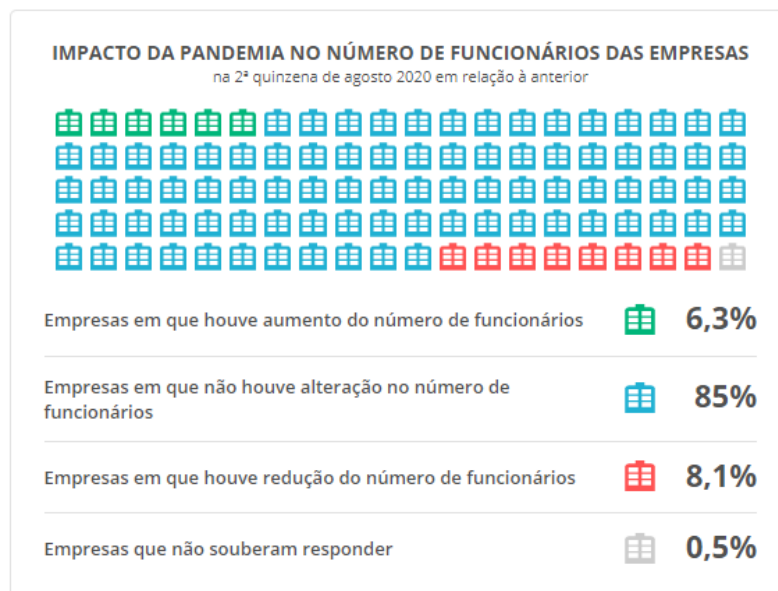 IMPACTO DA PANDEMIA NO NÚMERO DE FUNCIONÁRIOS DAS EMPRESAS
na 2ª quinzena de agosto 2020 em relação à anterior
Empresas em que houve aumento do número de funcionários 6,3%
Empresas em que não houve alteração no número de
funcionários 85%
Empresas em que houve redução do número de funcionários 8,1%
Empresas que não souberam responder 0,5%